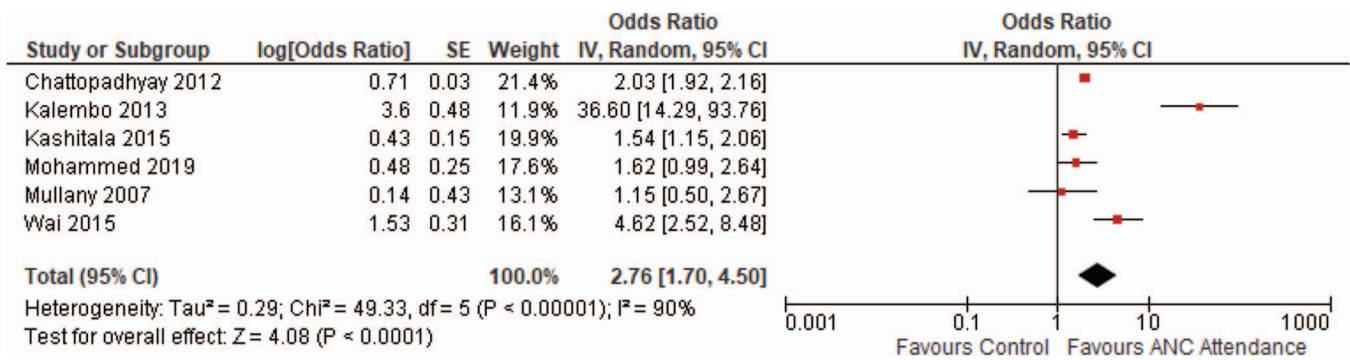 Odds Ratio Odds Ratio
Study or Subgroup log[Odds Ratio] SE Weight IV, Random, 95% CI IV, Random, 95% CI
Chattopadhyay 2012 0.71 0.03 21.4% 2.03 [1.92, 2.16]
Kalembo 2013 3.6 0.48 11.9% 36.60 [14.29, 93.76]
Kashitala 2015 0.43 0.15 19.9% 1.54 [1.15, 2.06]
Mohammed 2019 0.48 0.25 17.6% 1.62 [0.99, 2.64]
Mullany 2007 0.14 0.43 13.1% 1.15 [0.50, 2.67]
Wai 2015 1.53 0.31 16.1% 4.62 [2.52, 8.48]
Total (95% CI) 100.0% 2.76 [1.70, 4.50]
Heterogeneity: Tau² = 0.29; Chi² = 49.33, df = 5 (P < 0.00001); I² = 90%
Test for overall effect: Z = 4.08 (P < 0.0001)
0.001 0.1 1 10 1000
Favours Control Favours ANC Attendance